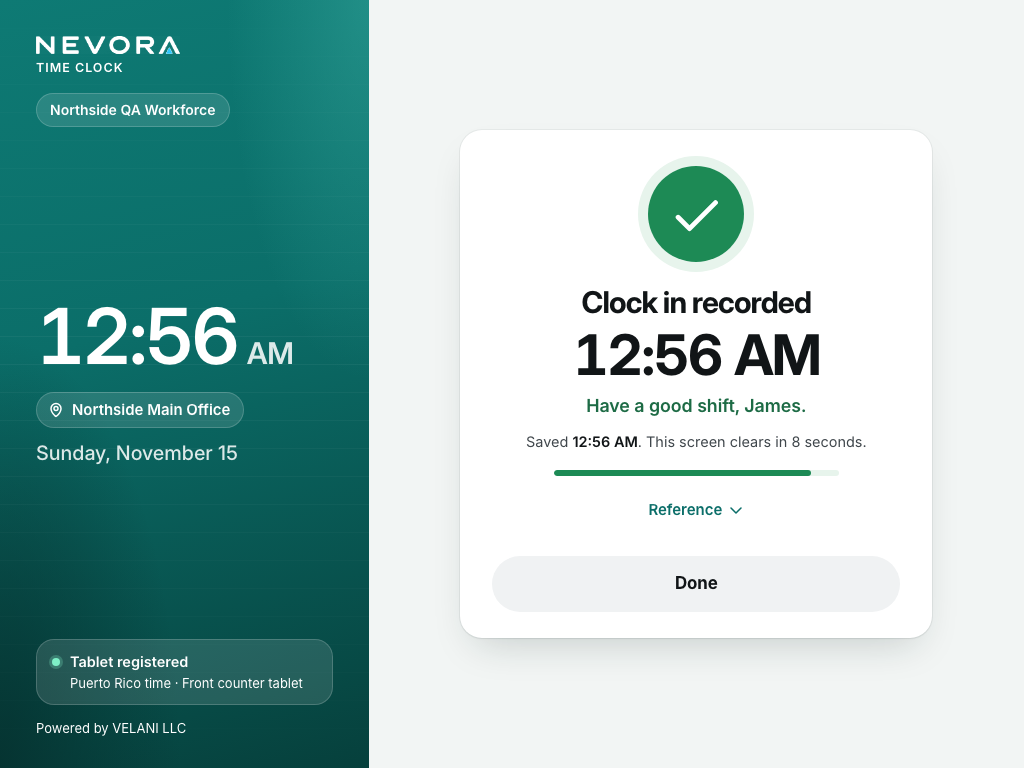 NEVORA
TIME CLOCK
Northside QA Workforce
12:56 AM
Northside Main Office
Sunday, November 15
Tablet registered
Puerto Rico time · Front counter tablet
Powered by VELANI LLC
Clock in recorded
12:56 AM
Have a good shift, James.
Saved 12:56 AM. This screen clears in 8 seconds.
Reference
Done